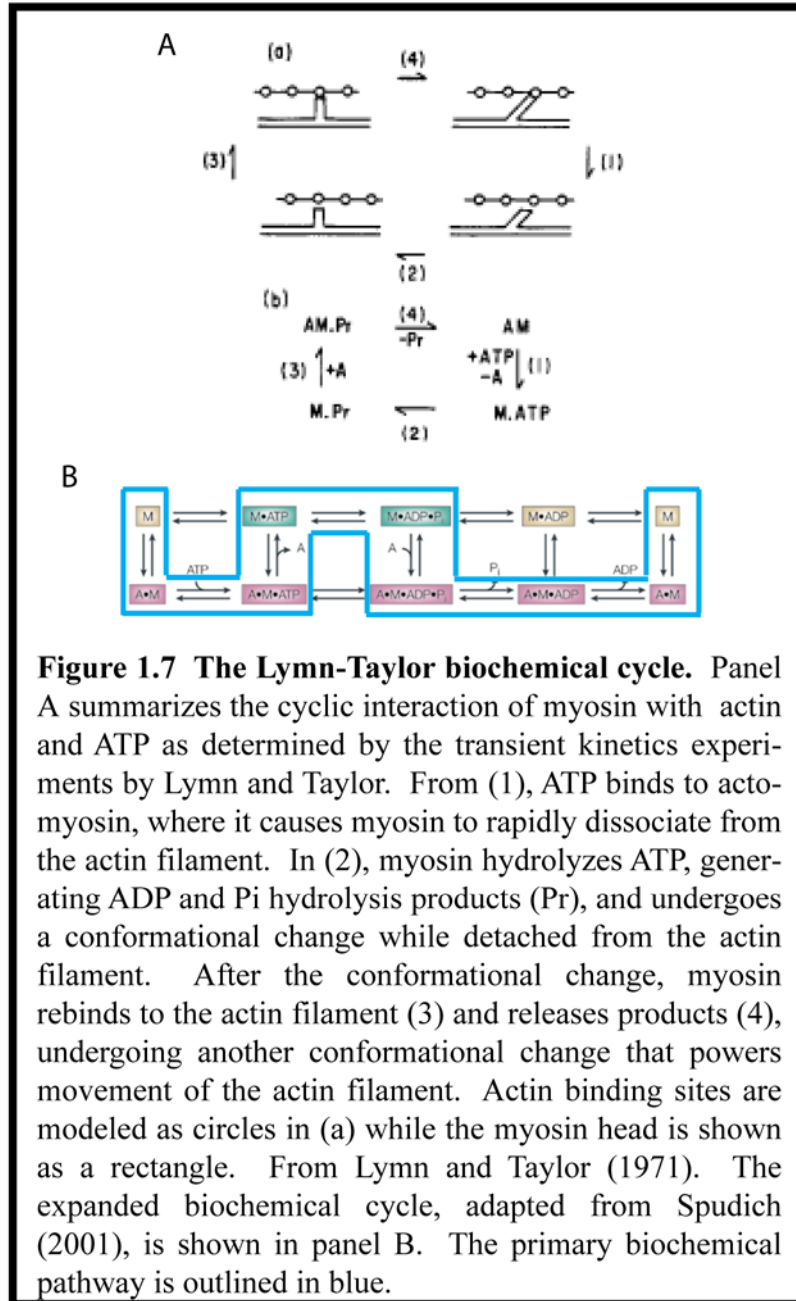 A
(a)
(4)
(3)
(1)
(2)
(b)
(4)
AM.Pr
AM
-Pr
+ATP
(3)
+A
-A
(1)
M.Pr
M.ATP
(2)
B
M
M•ATP
M•ADP•Pi
M•ADP
M
A
A
ATP
Pi
ADP
A•M
A•M•ATP
A•M•ADP•Pi
A•M•ADP
A•M
Figure 1.7 The Lymn-Taylor biochemical cycle. Panel
A summarizes the cyclic interaction of myosin with actin
and ATP as determined by the transient kinetics experi-
ments by Lymn and Taylor. From (1), ATP binds to acto-
myosin, where it causes myosin to rapidly dissociate from
the actin filament. In (2), myosin hydrolyzes ATP, gener-
ating ADP and Pi hydrolysis products (Pr), and undergoes
a conformational change while detached from the actin
filament. After the conformational change, myosin
rebinds to the actin filament (3) and releases products (4),
undergoing another conformational change that powers
movement of the actin filament. Actin binding sites are
modeled as circles in (a) while the myosin head is shown
as a rectangle. From Lymn and Taylor (1971). The
expanded biochemical cycle, adapted from Spudich
(2001), is shown in panel B. The primary biochemical
pathway is outlined in blue.